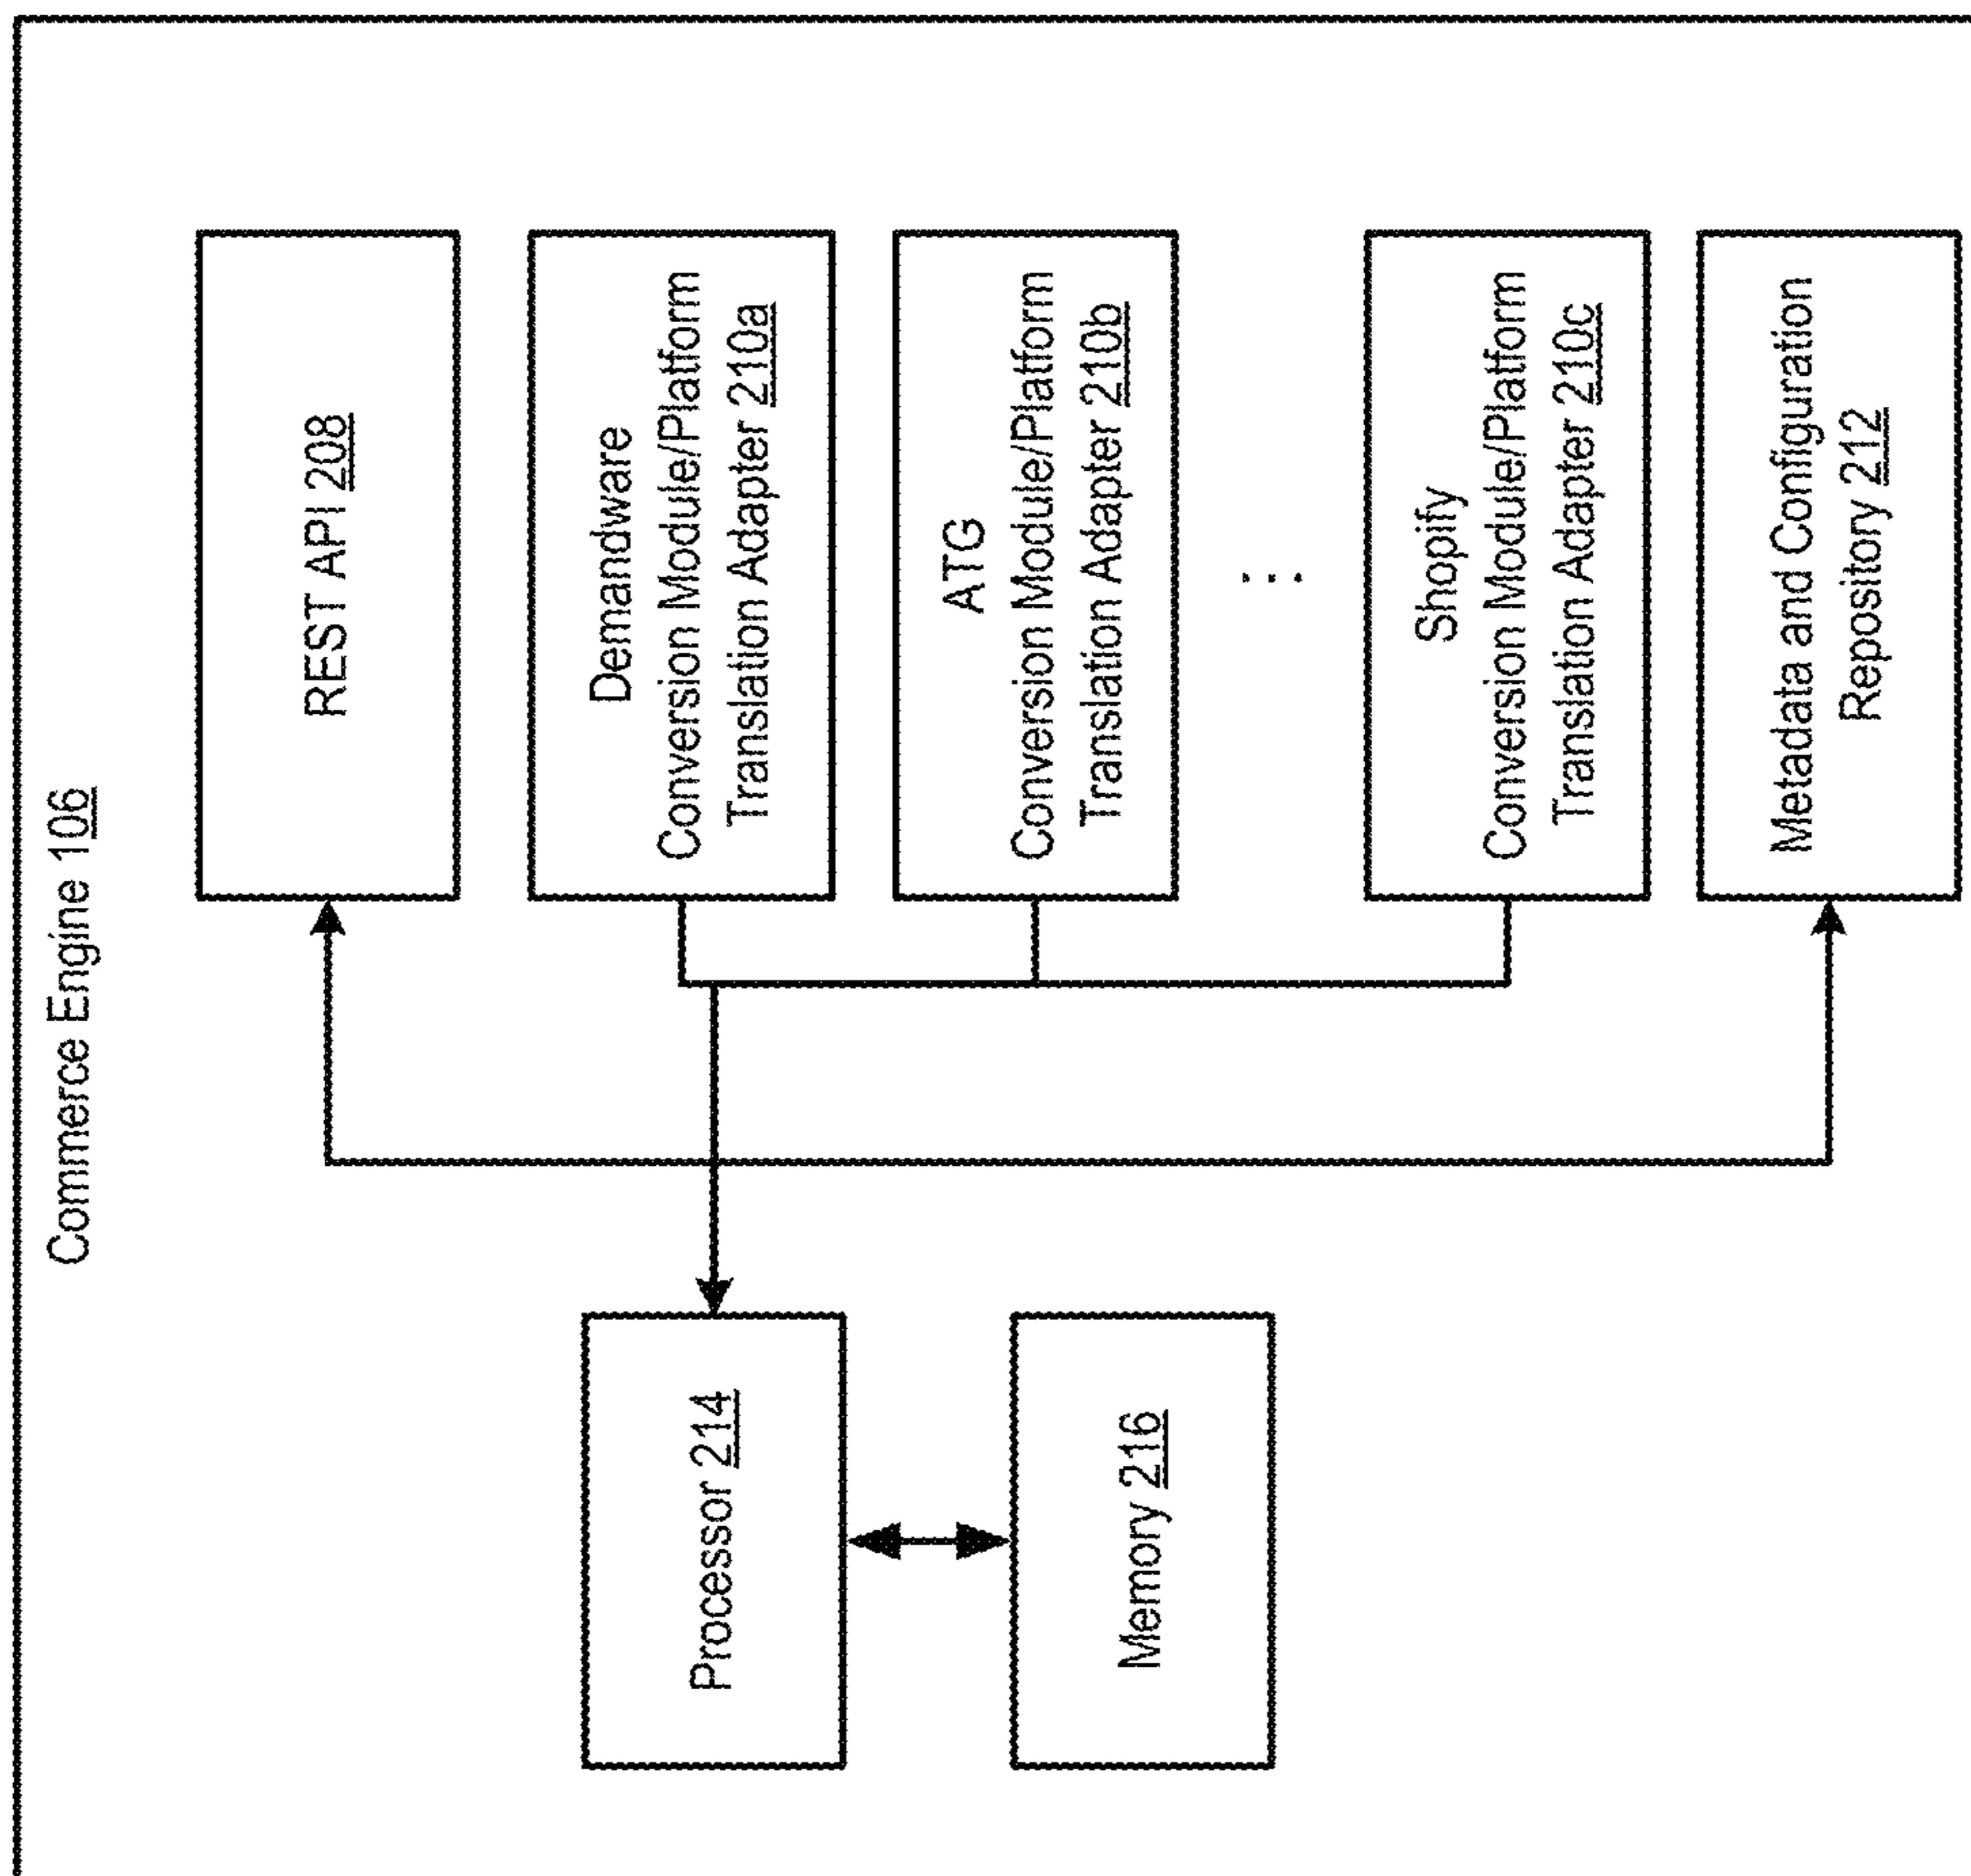 Commerce Engine 106
REST API 208
Demandware
Conversion Module/Platform
Translation Adapter 210a
ATG
Conversion Module/Platform
Translation Adapter 210b
...
Shopify
Conversion Module/Platform
Translation Adapter 210c
Metadata and Configuration
Repository 212
Processor 214
Memory 216